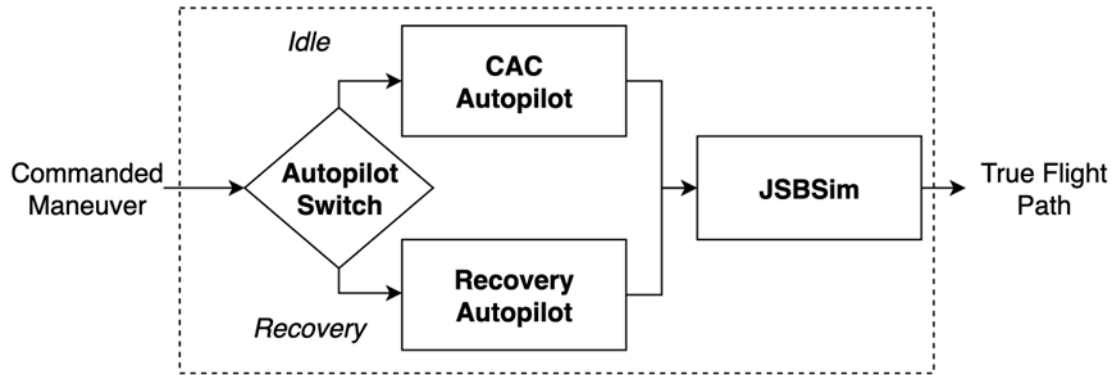 Idle
CAC
Autopilot
Commanded
Maneuver
Autopilot
Switch
JSBSim
True Flight
Path
Recovery
Autopilot
Recovery